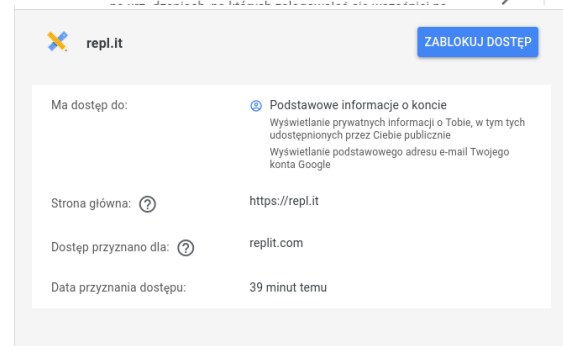 repl.it
ZABLOKUJ DOSTĘP
Ma dostęp do:
Podstawowe informacje o koncie
Wyświetlanie prywatnych informacji o Tobie, w tym tych
udostępnionych przez Ciebie publicznie
Wyświetlanie podstawowego adresu e-mail Twojego
konta Google
Strona główna:
https://repl.it
Dostęp przyznano dla:
replit.com
Data przyznania dostępu:
39 minut temu